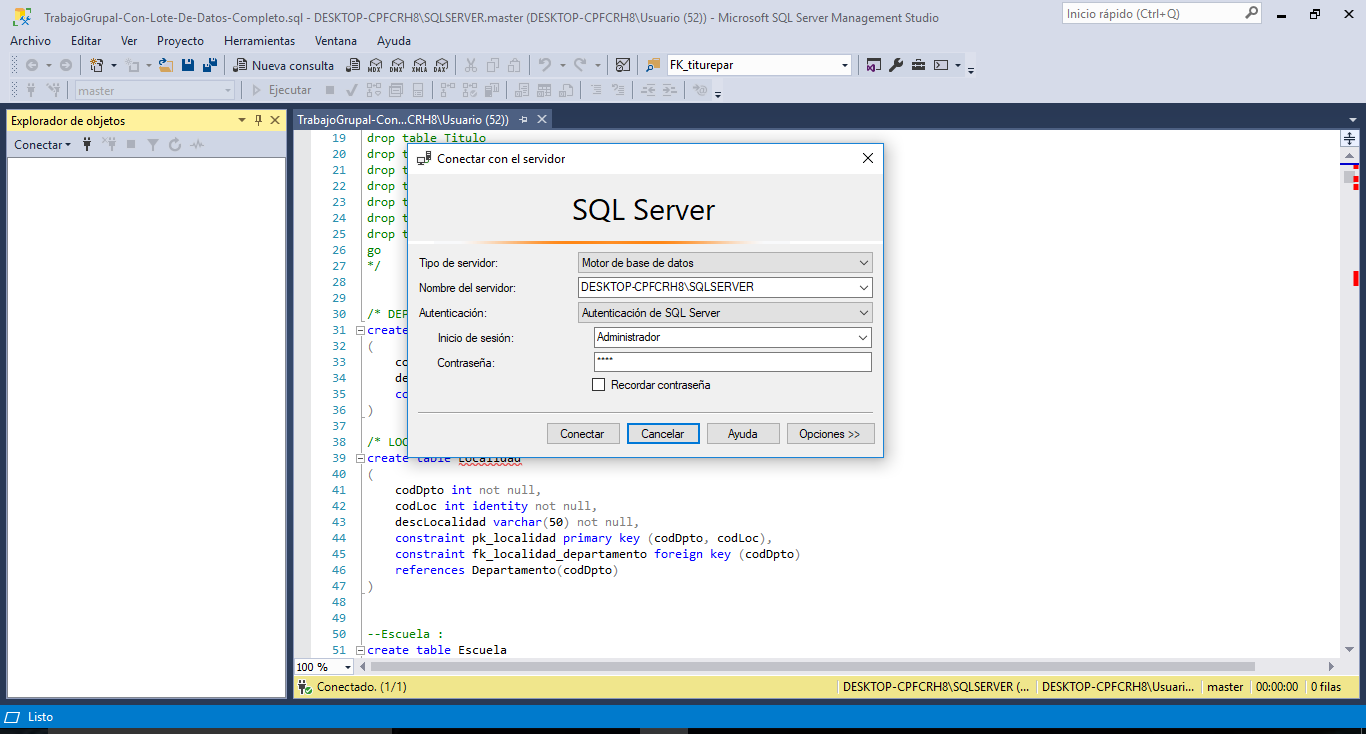 TrabajoGrupal-Con-Lote-De-Datos-Completo.sql - DESKTOP-CPFCRH8\SQLSERVER.master (DESKTOP-CPFCRH8\Usuario (52)) - Microsoft SQL Server Management Studio
Inicio rápido (Ctrl+Q)
Archivo Editar Ver Proyecto Herramientas Ventana Ayuda
Nueva consulta MDX DMX XMLA DAX FK_titurepar
master Ejecutar
Explorador de objetos
Conectar
TrabajoGrupal-Con...CRH8\Usuario (52))
19 drop table Titulo
20 drop t
21 drop t
22 drop t
23 drop t
24 drop t
25 drop t
26 go
27 */
28
29
30 /* DEP
31 create
32 (
33 co
34 de
35 co
36 )
37
38 /* LOC
39 create table Localidad
40 (
41 codDpto int not null,
42 codLoc int identity not null,
43 descLocalidad varchar(50) not null,
44 constraint pk_localidad primary key (codDpto, codLoc),
45 constraint fk_localidad_departamento foreign key (codDpto)
46 references Departamento(codDpto)
47 )
48
49
50 --Escuela :
51 create table Escuela
Conectar con el servidor
SQL Server
Tipo de servidor: Motor de base de datos
Nombre del servidor: DESKTOP-CPFCRH8\SQLSERVER
Autenticación: Autenticación de SQL Server
Inicio de sesión: Administrador
Contraseña: ****
Recordar contraseña
Conectar Cancelar Ayuda Opciones >>
100 %
Conectado. (1/1) DESKTOP-CPFCRH8\SQLSERVER (... DESKTOP-CPFCRH8\Usuari... master 00:00:00 0 filas
Listo